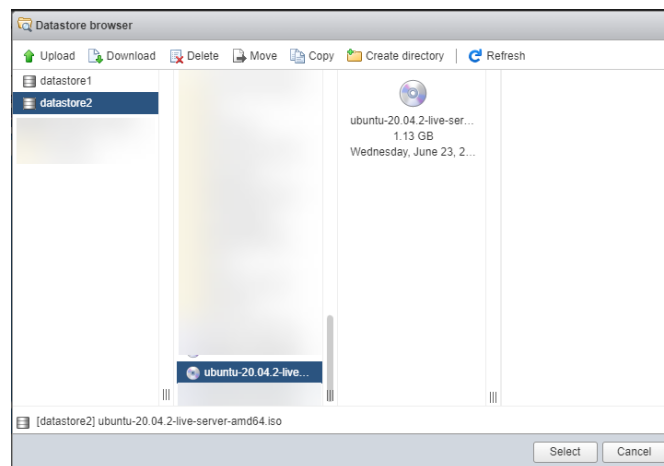 Datastore browser
Upload Download Delete Move Copy Create directory Refresh
datastore1
datastore2
ubuntu-20.04.2-live...
ubuntu-20.04.2-live-ser...
1.13 GB
Wednesday, June 23, 2...
[datastore2] ubuntu-20.04.2-live-server-amd64.iso
Select Cancel